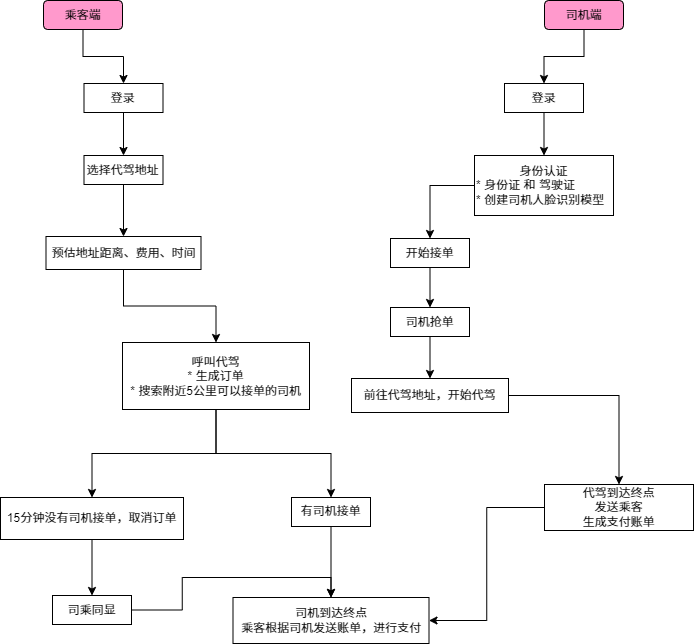 乘客端
登录
选择代驾地址
预估地址距离、费用、时间
呼叫代驾
* 生成订单
* 搜索附近5公里可以接单的司机
15分钟没有司机接单，取消订单
有司机接单
司乘同显
司机到达终点
乘客根据司机发送账单，进行支付
司机端
登录
身份认证
* 身份证 和 驾驶证
* 创建司机人脸识别模型
开始接单
司机抢单
前往代驾地址，开始代驾
代驾到达终点
发送乘客
生成支付账单